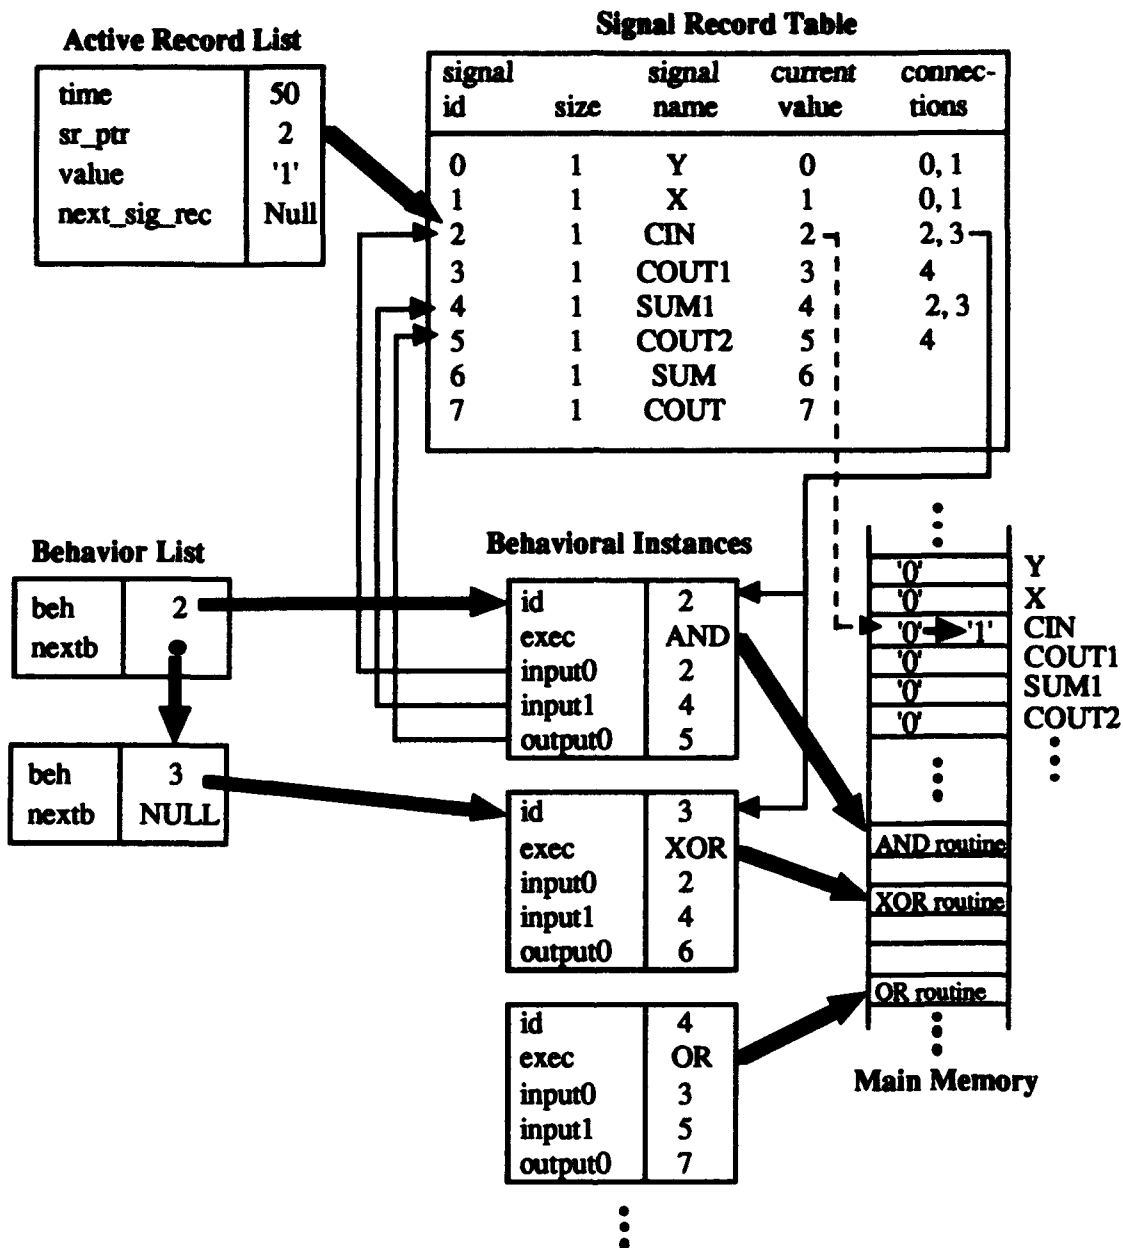 Active Record List
time 50
sr_ptr 2
value '1'
next_sig_rec Null
Signal Record Table
signal id size signal name current value connec-tions
0 1 Y 0 0, 1
1 1 X 1 0, 1
2 1 CIN 2 2, 3
3 1 COUT1 3 4
4 1 SUM1 4 2, 3
5 1 COUT2 5 4
6 1 SUM 6
7 1 COUT 7
Behavior List
beh 2
nextb
beh 3
nextb NULL
Behavioral Instances
id 2
exec AND
input0 2
input1 4
output0 5
id 3
exec XOR
input0 2
input1 4
output0 6
id 4
exec OR
input0 3
input1 5
output0 7
'0' Y
'0' X
'0' '1' CIN
'0' COUT1
'0' SUM1
'0' COUT2
AND routine
XOR routine
OR routine
Main Memory